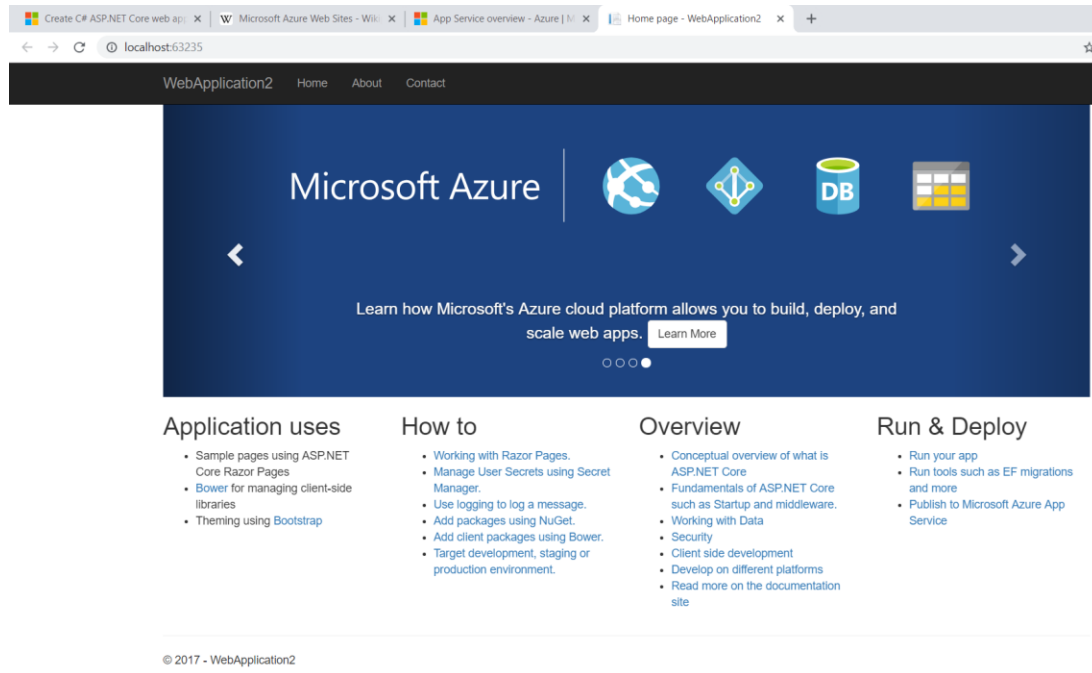 Create C# ASP.NET Core web ap
Microsoft Azure Web Sites - Wiki
App Service overview - Azure | M
Home page - WebApplication2
localhost:63235
WebApplication2 Home About Contact
Microsoft Azure
DB
Learn how Microsoft's Azure cloud platform allows you to build, deploy, and
scale web apps. Learn More
Application uses
Sample pages using ASP.NET
Core Razor Pages
Bower for managing client-side
libraries
Theming using Bootstrap
How to
Working with Razor Pages.
Manage User Secrets using Secret
Manager.
Use logging to log a message.
Add packages using NuGet.
Add client packages using Bower.
Target development, staging or
production environment.
Overview
Conceptual overview of what is
ASP.NET Core
Fundamentals of ASP.NET Core
such as Startup and middleware.
Working with Data
Security
Client side development
Develop on different platforms
Read more on the documentation
site
Run & Deploy
Run your app
Run tools such as EF migrations
and more
Publish to Microsoft Azure App
Service
© 2017 - WebApplication2